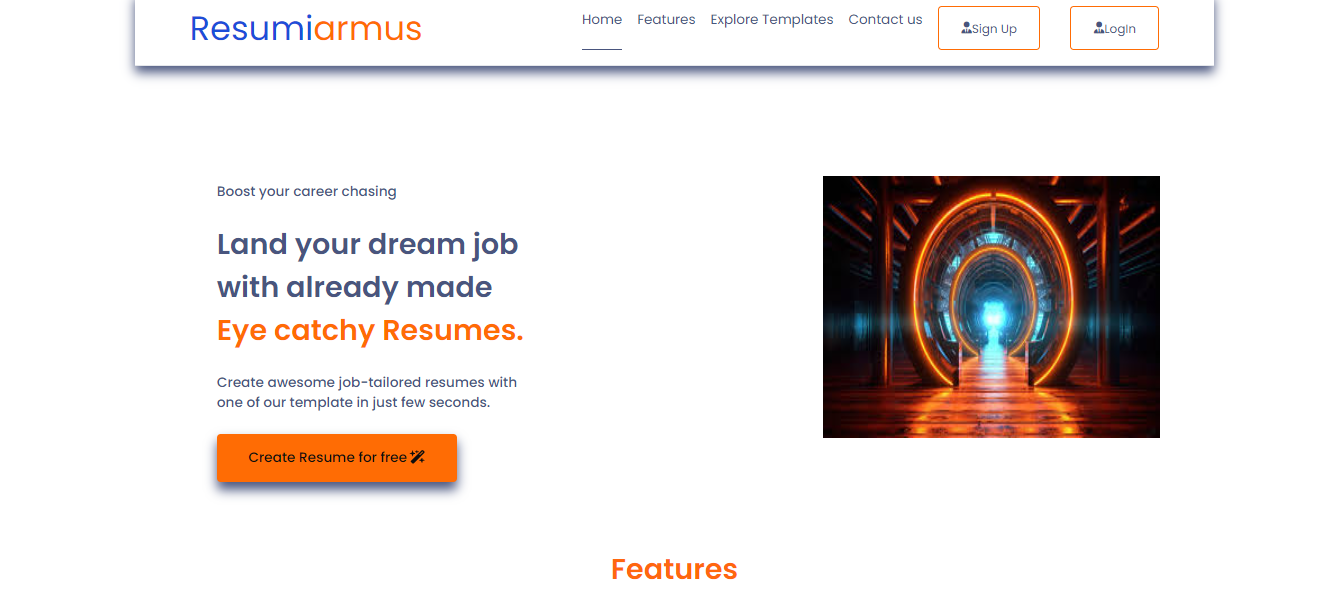 Resumiarmus
Home Features Explore Templates Contact us Sign Up LogIn
Boost your career chasing
Land your dream job
with already made
Eye catchy Resumes.
Create awesome job-tailored resumes with
one of our template in just few seconds.
Create Resume for free
Features